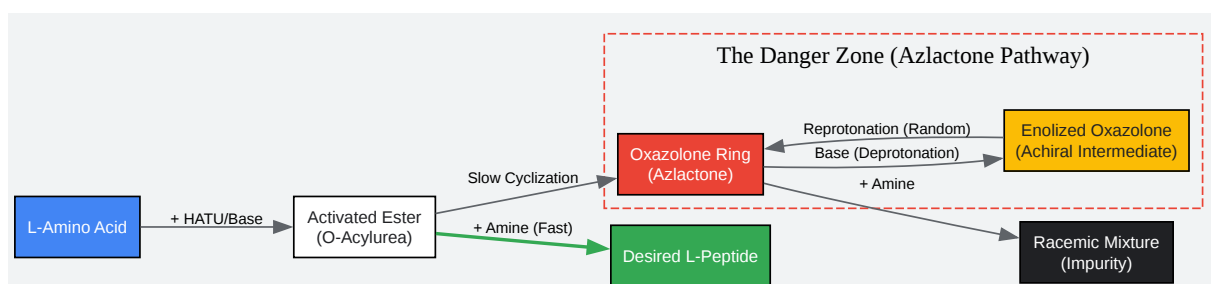 The Danger Zone (Azlactone Pathway)
Reprotonation (Random)
Enolized Oxazolone
(Achiral Intermediate)
Oxazolone Ring
(Azlactone)
Base (Deprotonation)
Slow Cyclization
+ Amine
L-Amino Acid
+ HATU/Base
Activated Ester
(O-Acylurea)
+ Amine (Fast)
Desired L-Peptide
Racemic Mixture
(Impurity)